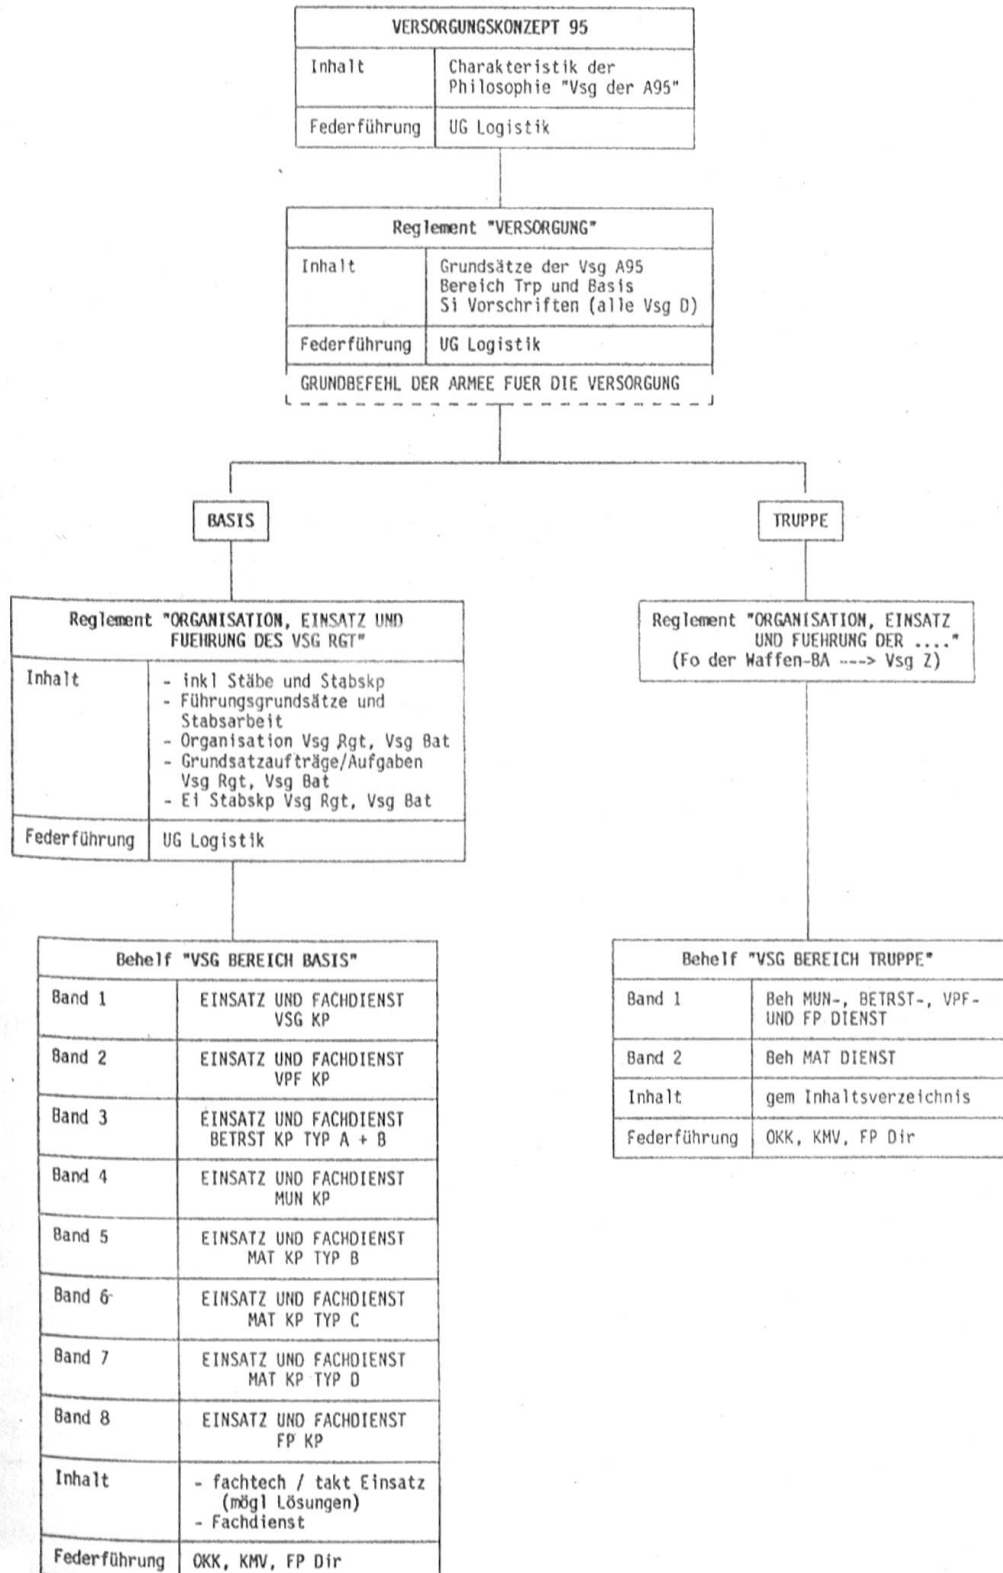 VERSORGUNGSKONZEPT 95
Inhalt
Charakteristik der
Philosophie "Vsg der A95"
Federführung
UG Logistik
Reglement "VERSORGUNG"
Inhalt
Grundsätze der Vsg A95
Bereich Trp und Basis
Si Vorschriften (alle Vsg D)
Federführung
UG Logistik
GRUNDBEFEHL DER ARMEE FUER DIE VERSORGUNG
BASIS
Reglement "ORGANISATION, EINSATZ UND
FUEHRUNG DES VSG RGT"
Inhalt
- inkl Stäbe und Stabskp
- Führungsgrundsätze und
Stabsarbeit
- Organisation Vsg Rgt, Vsg Bat
- Grundsatzaufträge/Aufgaben
Vsg Rgt, Vsg Bat
- Ei Stabskp Vsg Rgt, Vsg Bat
Federführung
UG Logistik
Behelf "VSG BEREICH BASIS"
Band 1
EINSATZ UND FACHDIENST
VSG KP
Band 2
EINSATZ UND FACHDIENST
VPF KP
Band 3
EINSATZ UND FACHDIENST
BETRST KP TYP A + B
Band 4
EINSATZ UND FACHDIENST
MUN KP
Band 5
EINSATZ UND FACHDIENST
MAT KP TYP B
Band 6
EINSATZ UND FACHDIENST
MAT KP TYP C
Band 7
EINSATZ UND FACHDIENST
MAT KP TYP D
Band 8
EINSATZ UND FACHDIENST
FP KP
Inhalt
- fachtech / takt Einsatz
(mögl Lösungen)
- Fachdienst
Federführung
OKK, KMV, FP Dir
TRUPPE
Reglement "ORGANISATION, EINSATZ
UND FUEHRUNG DER ...."
(Fo der Waffen-BA ----> Vsg Z)
Behelf "VSG BEREICH TRUPPE"
Band 1
Beh MUN-, BETRST-, VPF-
UND FP DIENST
Band 2
Beh MAT DIENST
Inhalt
gem Inhaltsverzeichnis
Federführung
OKK, KMV, FP Dir